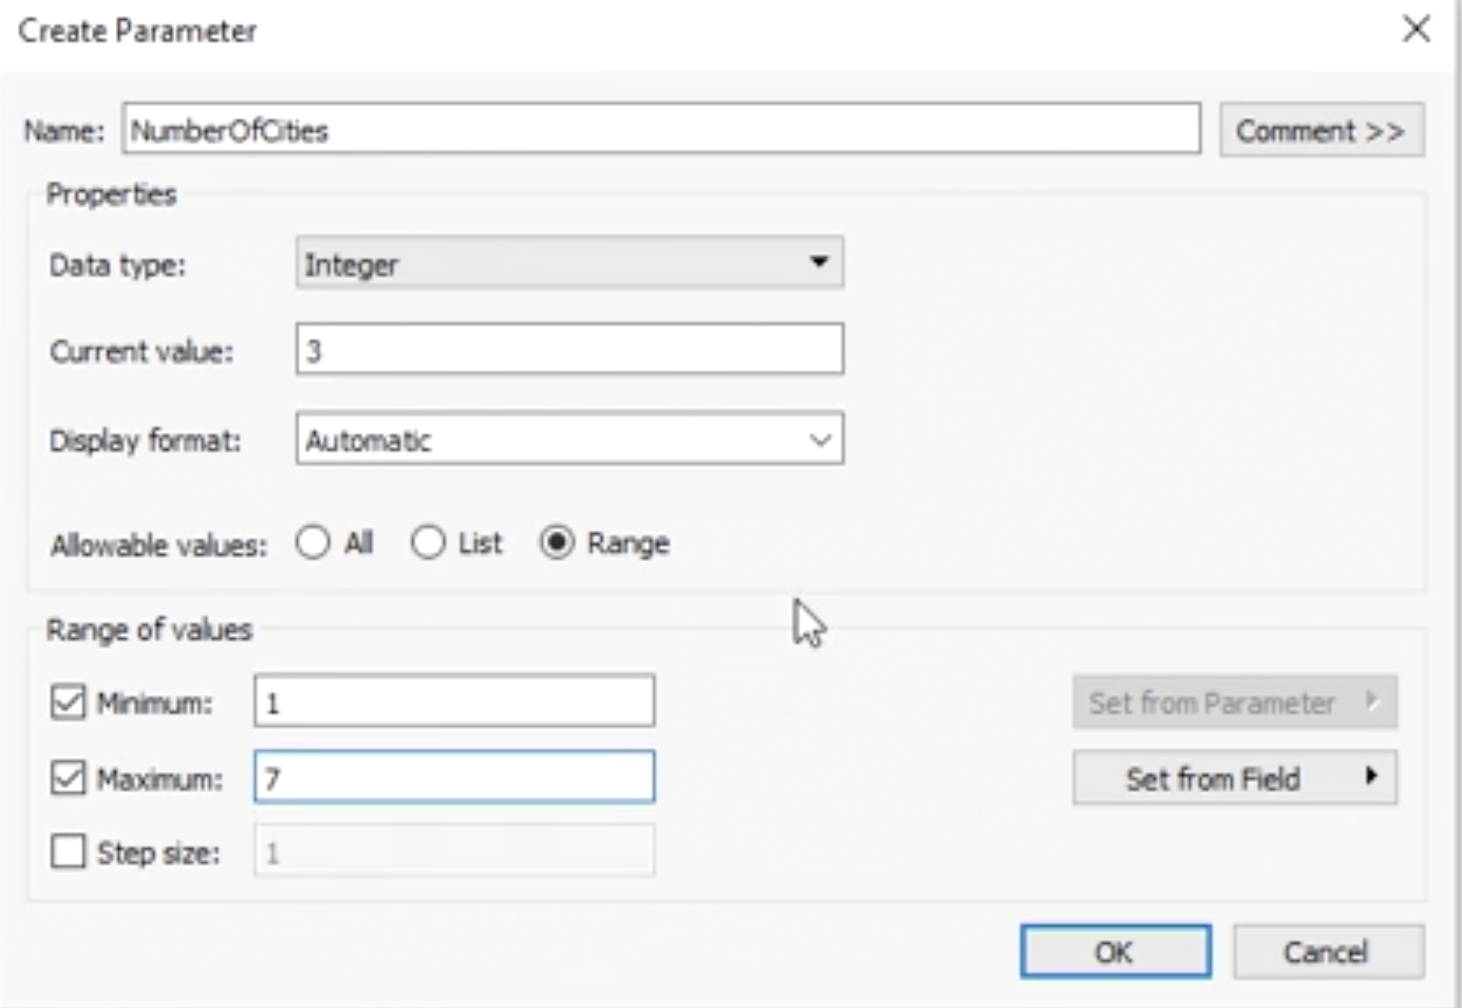 Create Parameter
Name: NumberOfCities Comment >>
Properties
Data type: Integer
Current value: 3
Display format: Automatic
Allowable values: All List Range
Range of values
Minimum: 1 Set from Parameter
Maximum: 7 Set from Field
Step size: 1
OK Cancel